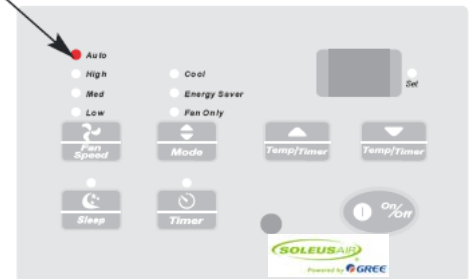 Auto
High
Med
Low
Cool
Energy Saver
Fan Only
Set
Fan
Speed
Mode
Temp/Timer
Temp/Timer
Sleep
Timer
On/Off
SOLEUSAIR
Powered by GREE